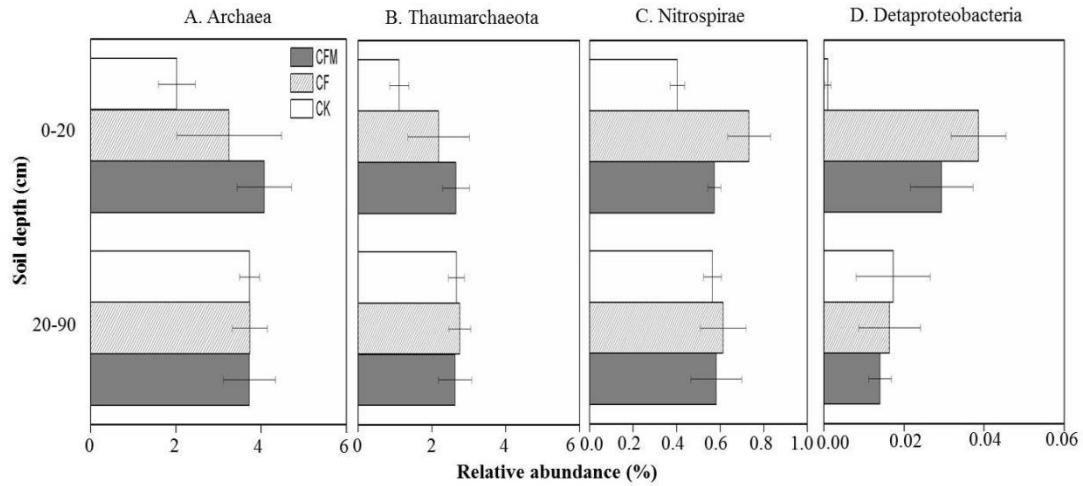 A. Archaea
B. Thaumarchaeota
C. Nitrospirae
D. Detaproteobacteria
CFM
CF
CK
Soil depth (cm)
0-20
20-90
0 2 4 6
0 2 4 6
0.0 0.2 0.4 0.6 0.8 1.0
0.00 0.02 0.04 0.06
Relative abundance (%)